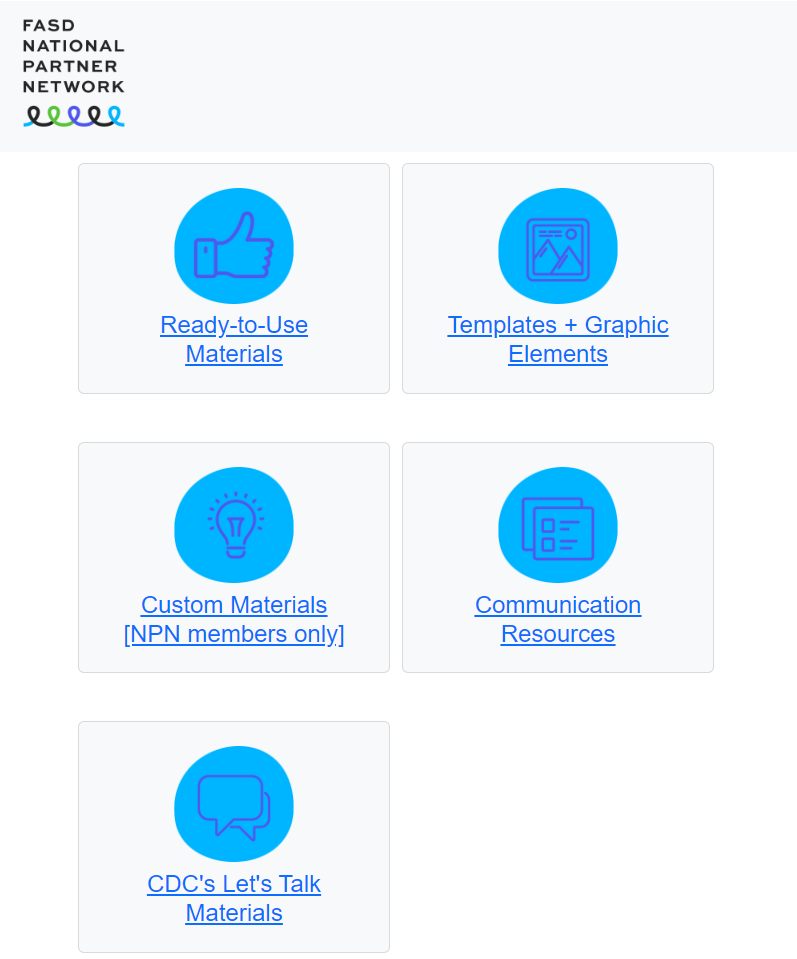 FASD
NATIONAL
PARTNER
NETWORK
Ready-to-Use
Materials
Templates + Graphic
Elements
Custom Materials
[NPN members only]
Communication
Resources
CDC's Let's Talk
Materials